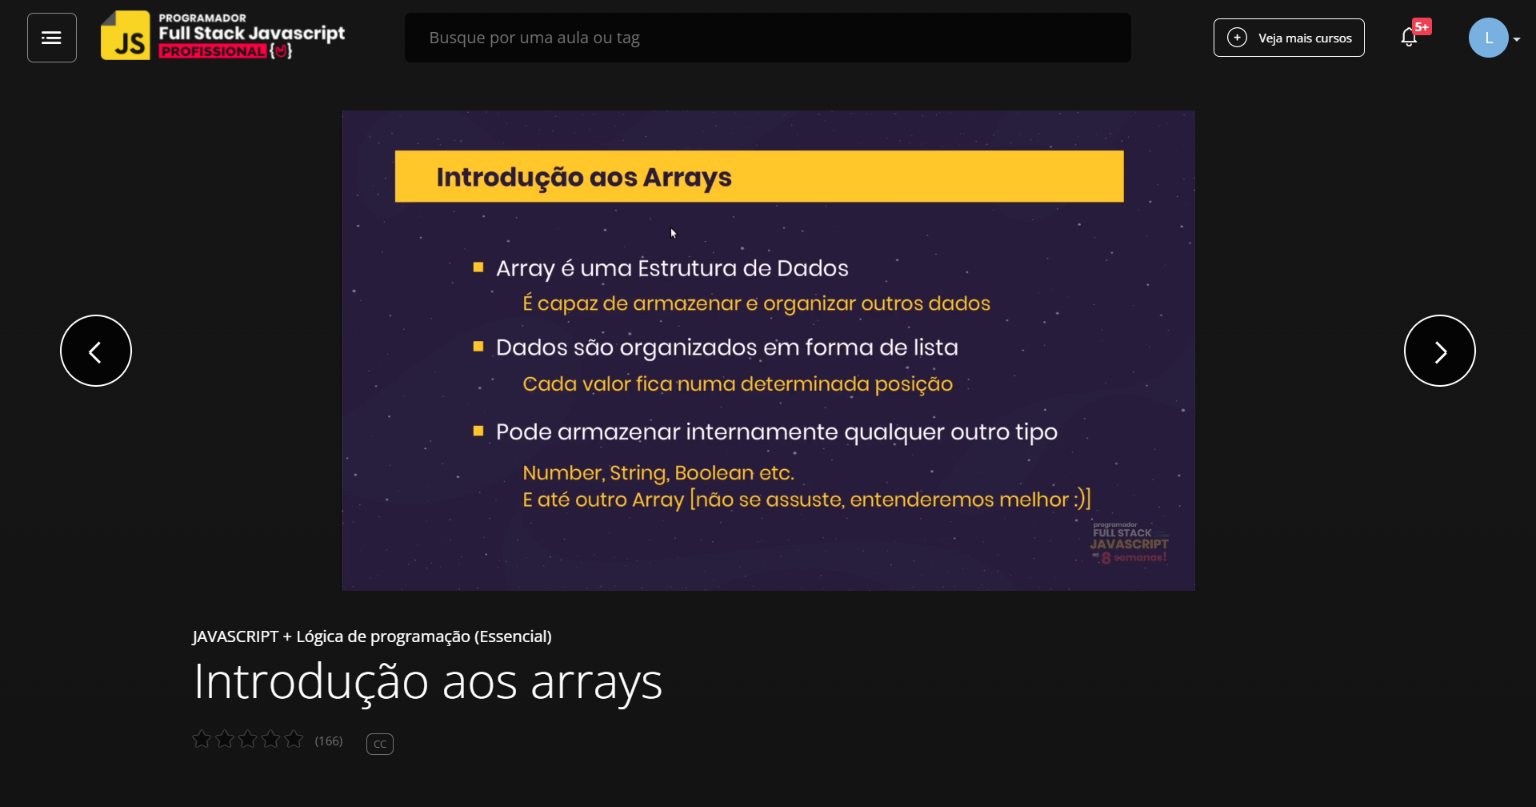 JS
PROGRAMADOR
Full Stack Javascript
PROFISSIONAL
Busque por uma aula ou tag
Veja mais cursos
5+
L
Introdução aos Arrays
Array é uma Estrutura de Dados
É capaz de armazenar e organizar outros dados
Dados são organizados em forma de lista
Cada valor fica numa determinada posição
Pode armazenar internamente qualquer outro tipo
Number, String, Boolean etc.
E até outro Array [não se assuste, entenderemos melhor :)]
programador
FULL STACK
JAVASCRIPT
8 semanas!
JAVASCRIPT + Lógica de programação (Essencial)
Introdução aos arrays
(166)
CC